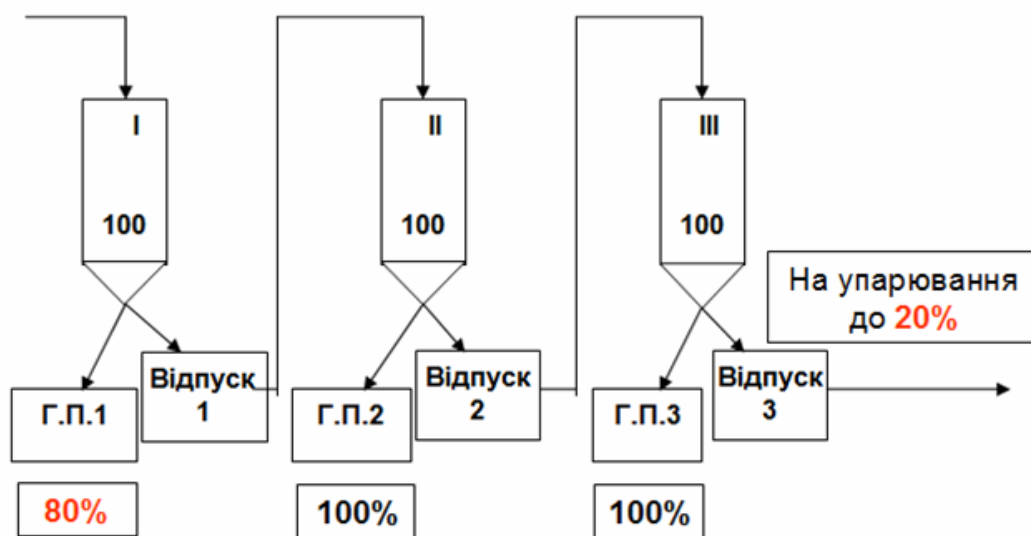 I
II
III
100
100
100
На упарювання
до 20%
Г.П.1
Відпуск
1
Г.П.2
Відпуск
2
Г.П.3
Відпуск
3
80%
100%
100%